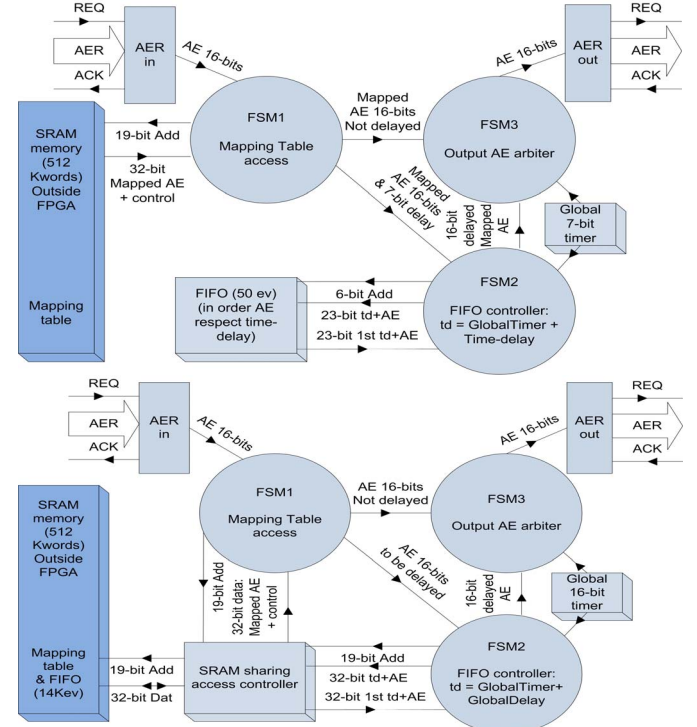 REQ
AER
ACK
AER
in
AE 16-bits
SRAM
memory
(512
Kwords)
Outside
FPGA
Mapping
table
19-bit Add
32-bit
Mapped AE
+ control
FSM1
Mapping Table
access
Mapped
AE 16-bits
Not delayed
Mapped
AE 16-bits
& 7-bit delay
FSM3
Output AE arbiter
AE 16-bits
AER
out
REQ
AER
ACK
16-bit
delayed
Mapped
AE
Global
7-bit
timer
FIFO (50 ev)
(in order AE
respect time-
delay)
6-bit Add
23-bit td+AE
23-bit 1st td+AE
FSM2
FIFO controller:
td = GlobalTimer +
Time-delay
REQ
AER
ACK
AER
in
AE 16-bits
SRAM
memory
(512
Kwords)
Outside
FPGA
Mapping
table
& FIFO
(14Kev)
FSM1
Mapping Table
access
AE 16-bits
Not delayed
AE 16-bits
to be delayed
FSM3
Output AE arbiter
AE 16-bits
AER
out
REQ
AER
ACK
19-bit Add
32-bit data:
Mapped AE
+ control
16-bit
delayed
AE
Global
16-bit
timer
19-bit Add
32-bit Dat
SRAM sharing
access controller
19-bit Add
32-bit td+AE
32-bit 1st td+AE
FSM2
FIFO controller:
td = GlobalTimer+
GlobalDelay